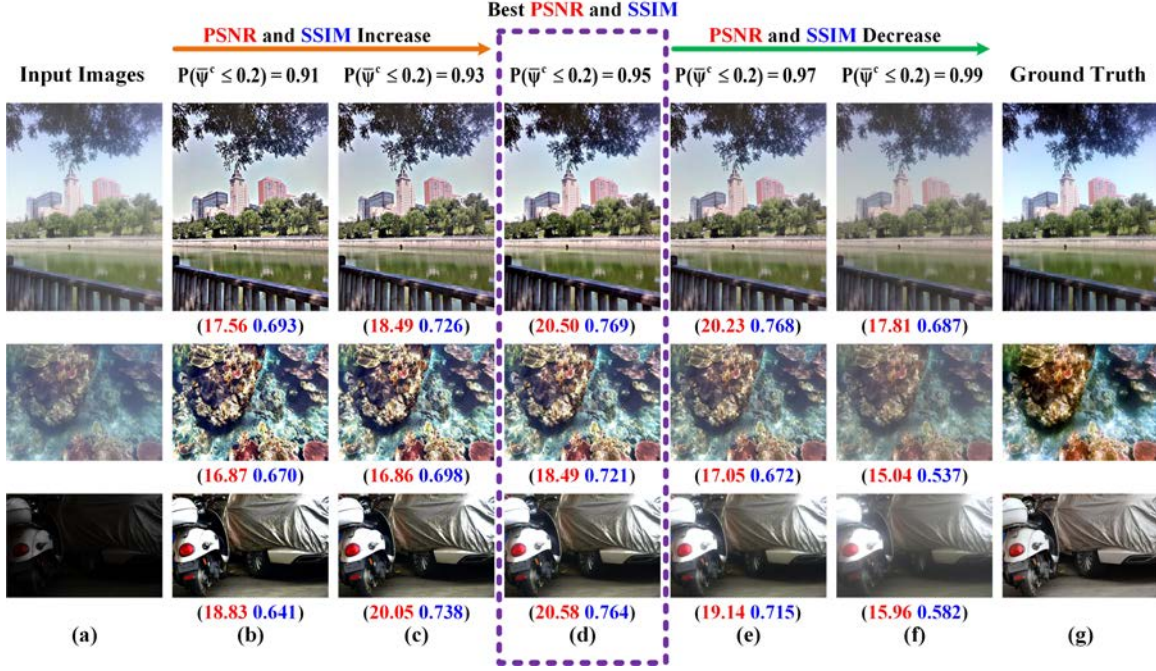 Best PSNR and SSIM
PSNR and SSIM Increase
PSNR and SSIM Decrease
Input Images
P(ψ̄ᶜ ≤ 0.2) = 0.91
P(ψ̄ᶜ ≤ 0.2) = 0.93
P(ψ̄ᶜ ≤ 0.2) = 0.95
P(ψ̄ᶜ ≤ 0.2) = 0.97
P(ψ̄ᶜ ≤ 0.2) = 0.99
Ground Truth
(17.56 0.693)
(18.49 0.726)
(20.50 0.769)
(20.23 0.768)
(17.81 0.687)
(16.87 0.670)
(16.86 0.698)
(18.49 0.721)
(17.05 0.672)
(15.04 0.537)
(18.83 0.641)
(20.05 0.738)
(20.58 0.764)
(19.14 0.715)
(15.96 0.582)
(a)
(b)
(c)
(d)
(e)
(f)
(g)